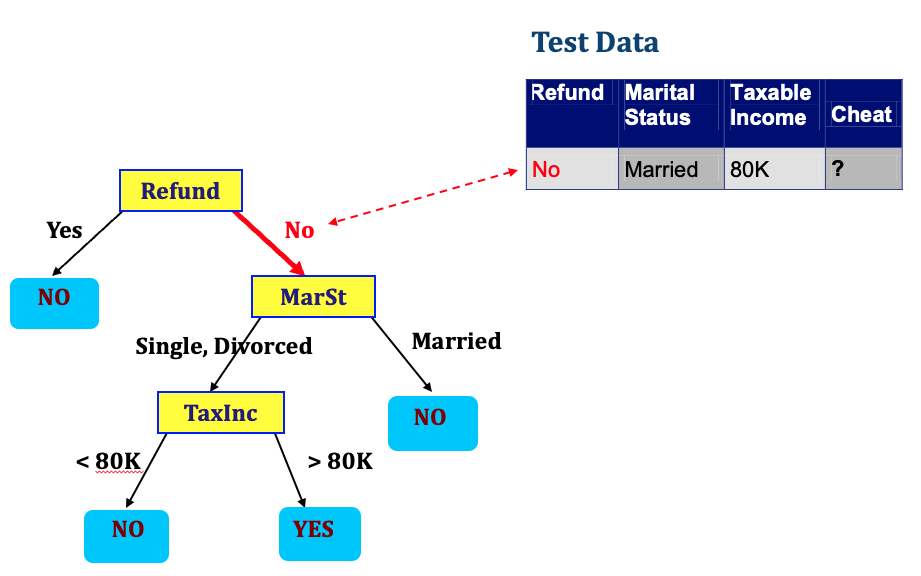 Test Data
Refund Marital Status Taxable Income Cheat
No Married 80K ?
Refund
Yes No
NO MarSt
Single, Divorced Married
TaxInc NO
< 80K > 80K
NO YES